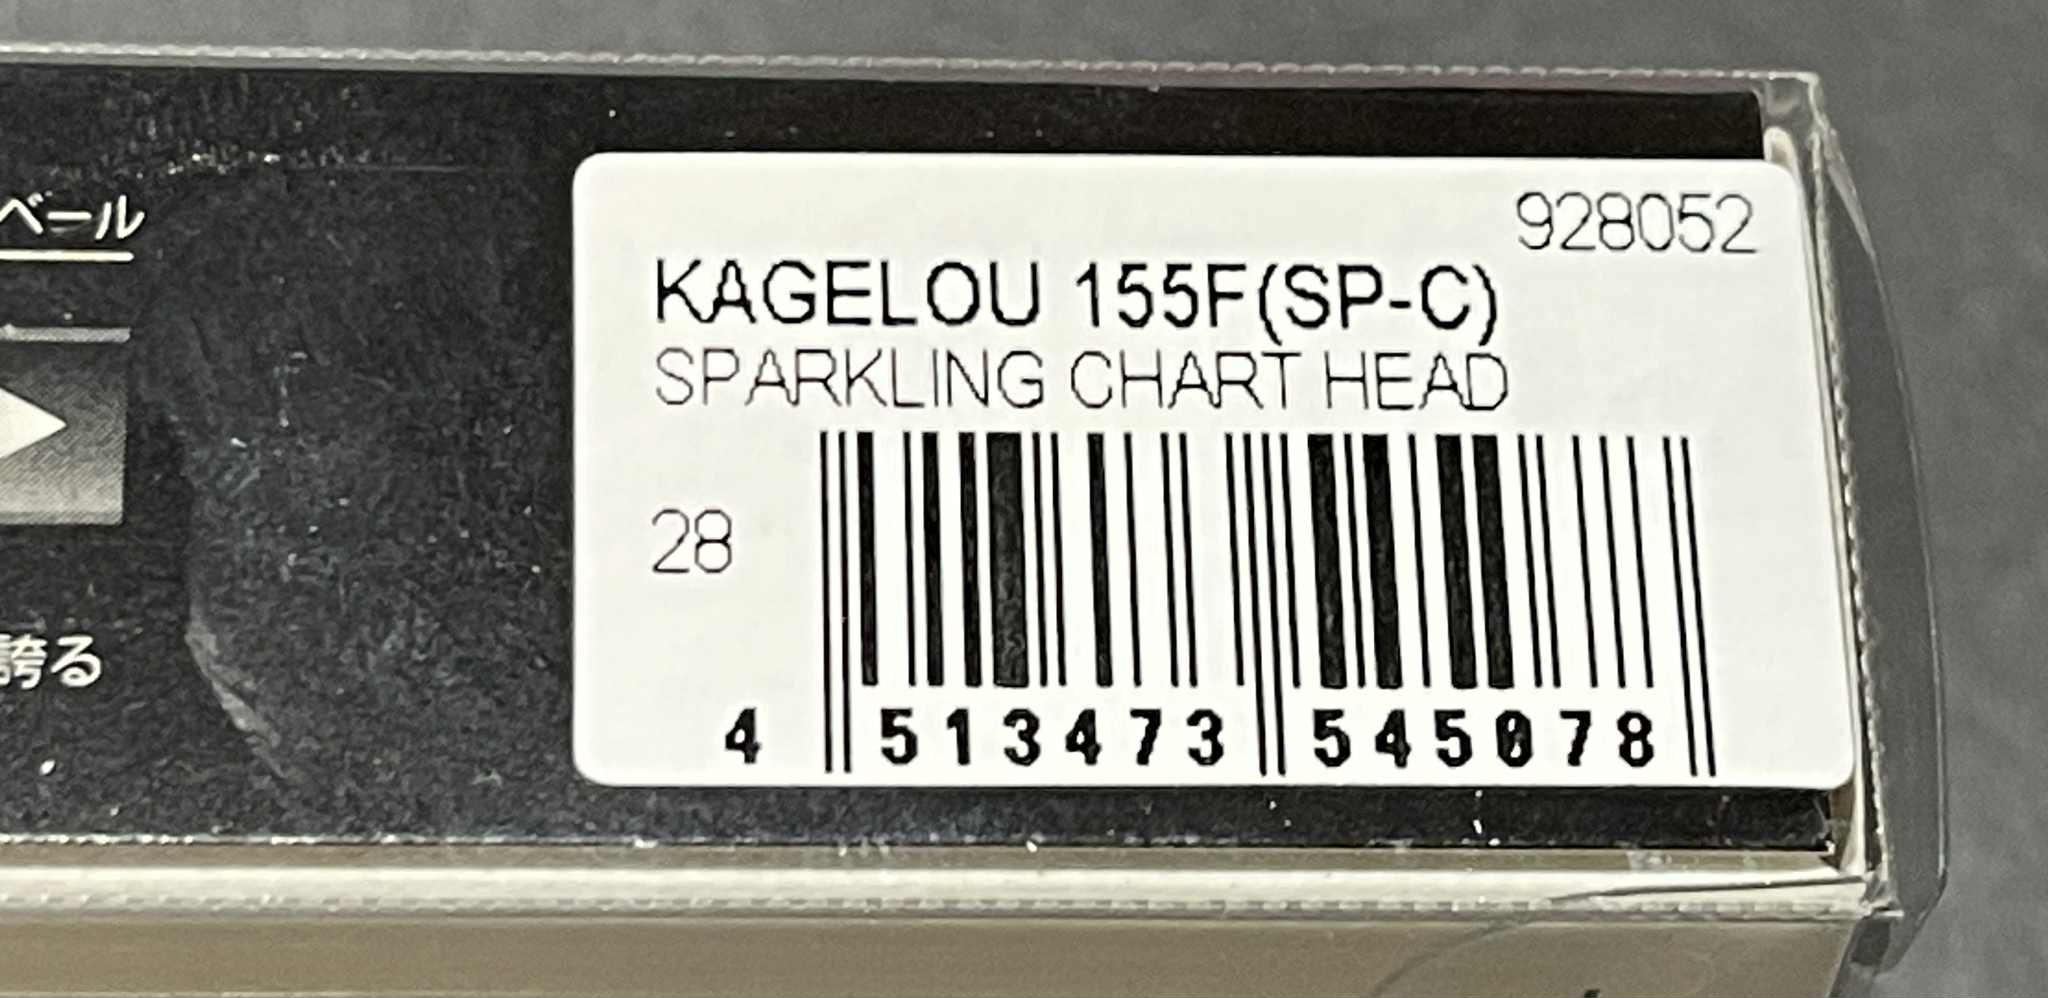 ベール
誇る
928052
KAGELOU 155F(SP-C)
SPARKLING CHART HEAD
28
4 513473 545078